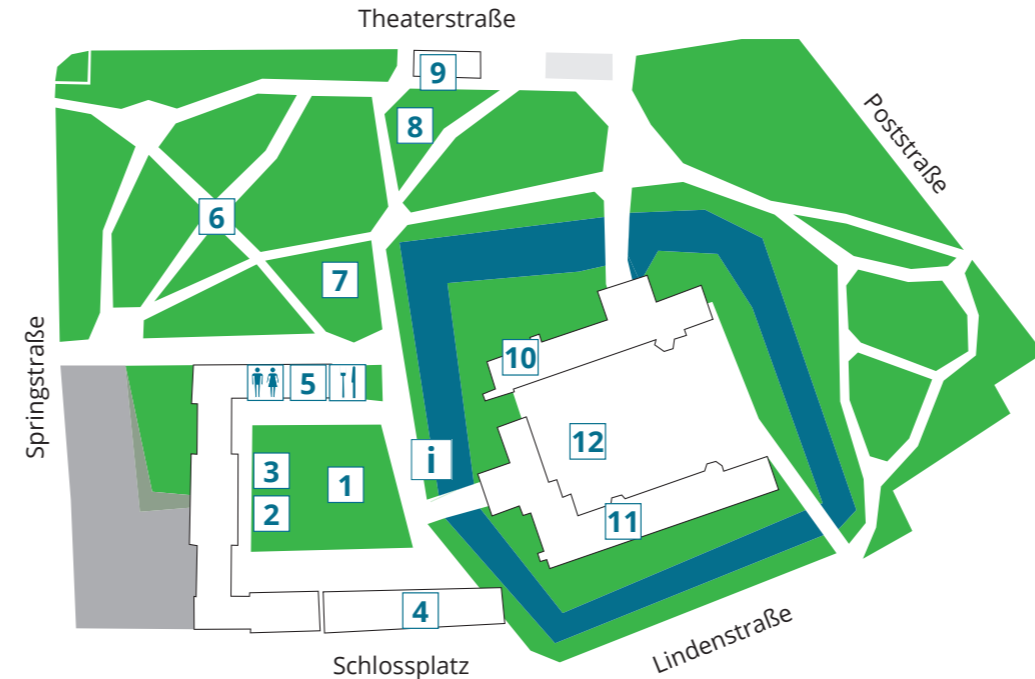 Theaterstraße
9
8
Poststraße
6
7
Springstraße
10
5
12
i
3
1
2
11
4
Lindenstraße
Schlossplatz